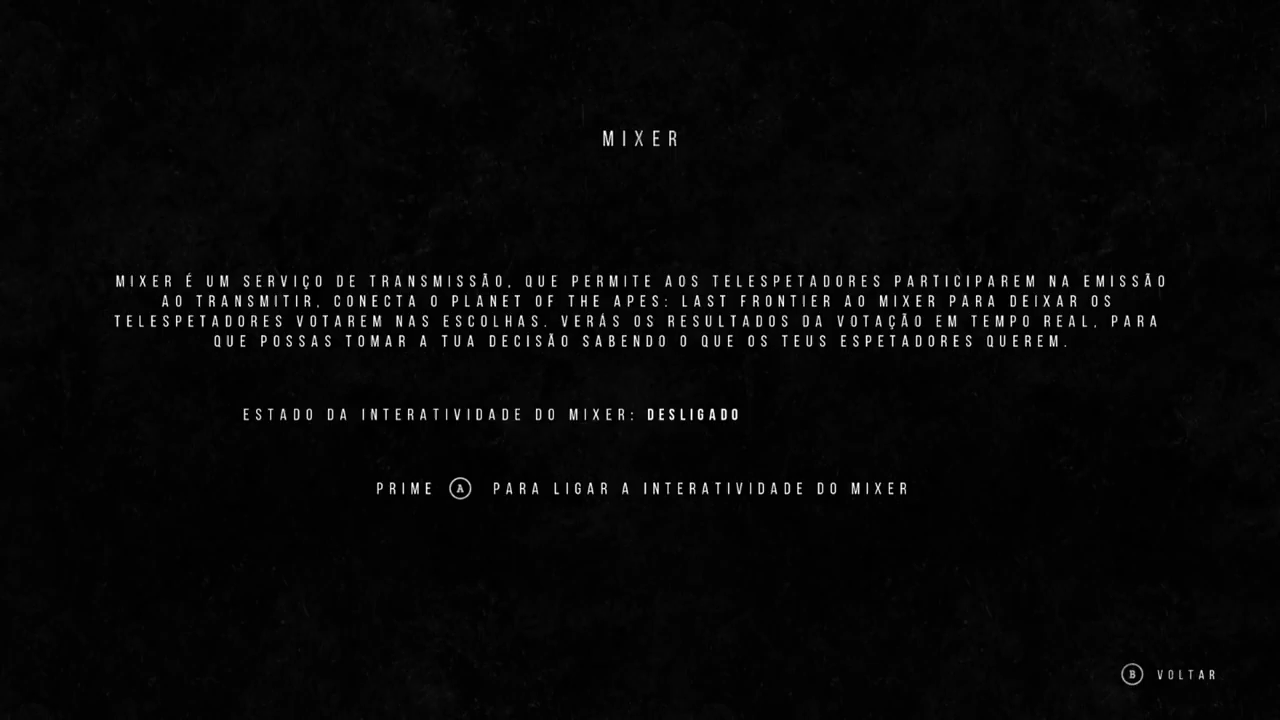 MIXER
MIXER É UM SERVIÇO DE TRANSMISSÃO, QUE PERMITE AOS TELESPETADORES PARTICIPAREM NA EMISSÃO
AO TRANSMITIR, CONECTA O PLANET OF THE APES: LAST FRONTIER AO MIXER PARA DEIXAR OS
TELESPETADORES VOTAREM NAS ESCOLHAS. VERÁS OS RESULTADOS DA VOTAÇÃO EM TEMPO REAL, PARA
QUE POSSAS TOMAR A TUA DECISÃO SABENDO O QUE OS TEUS ESPETADORES QUEREM.
ESTADO DA INTERATIVIDADE DO MIXER: DESLIGADO
PRIME A PARA LIGAR A INTERATIVIDADE DO MIXER
B VOLTAR